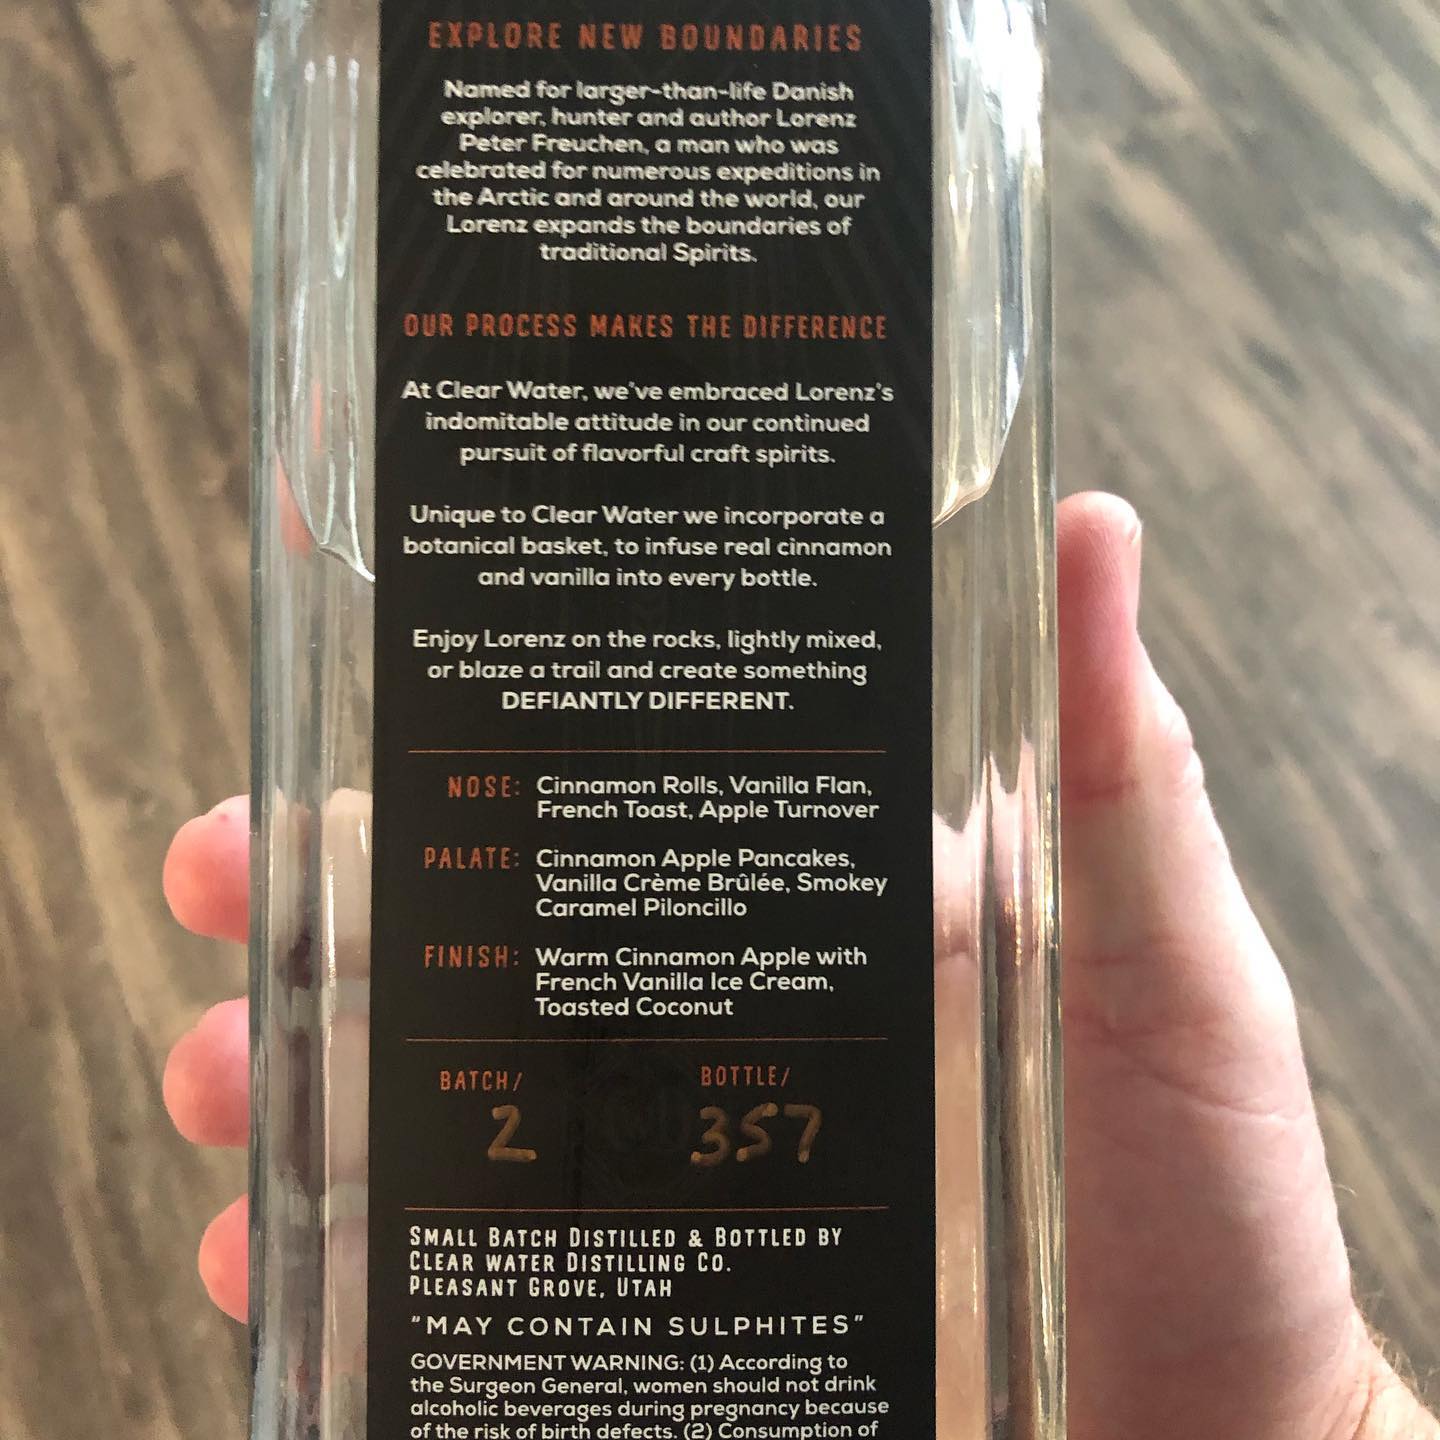 EXPLORE NEW BOUNDARIES
Named for larger-than-life Danish
explorer, hunter and author Lorenz
Peter Freuchen, a man who was
celebrated for numerous expeditions in
the Arctic and around the world, our
Lorenz expands the boundaries of
traditional Spirits.
OUR PROCESS MAKES THE DIFFERENCE
At Clear Water, we've embraced Lorenz's
indomitable attitude in our continued
pursuit of flavorful craft spirits.
Unique to Clear Water we incorporate a
botanical basket, to infuse real cinnamon
and vanilla into every bottle.
Enjoy Lorenz on the rocks, lightly mixed,
or blaze a trail and create something
DEFIANTLY DIFFERENT.
NOSE: Cinnamon Rolls, Vanilla Flan,
French Toast, Apple Turnover
PALATE: Cinnamon Apple Pancakes,
Vanilla Crème Brûlée, Smokey
Caramel Piloncillo
FINISH: Warm Cinnamon Apple with
French Vanilla Ice Cream,
Toasted Coconut
BATCH/ BOTTLE/
2 357
SMALL BATCH DISTILLED & BOTTLED BY
CLEAR WATER DISTILLING CO.
PLEASANT GROVE, UTAH
"MAY CONTAIN SULPHITES"
GOVERNMENT WARNING: (1) According to
the Surgeon General, women should not drink
alcoholic beverages during pregnancy because
of the risk of birth defects. (2) Consumption of